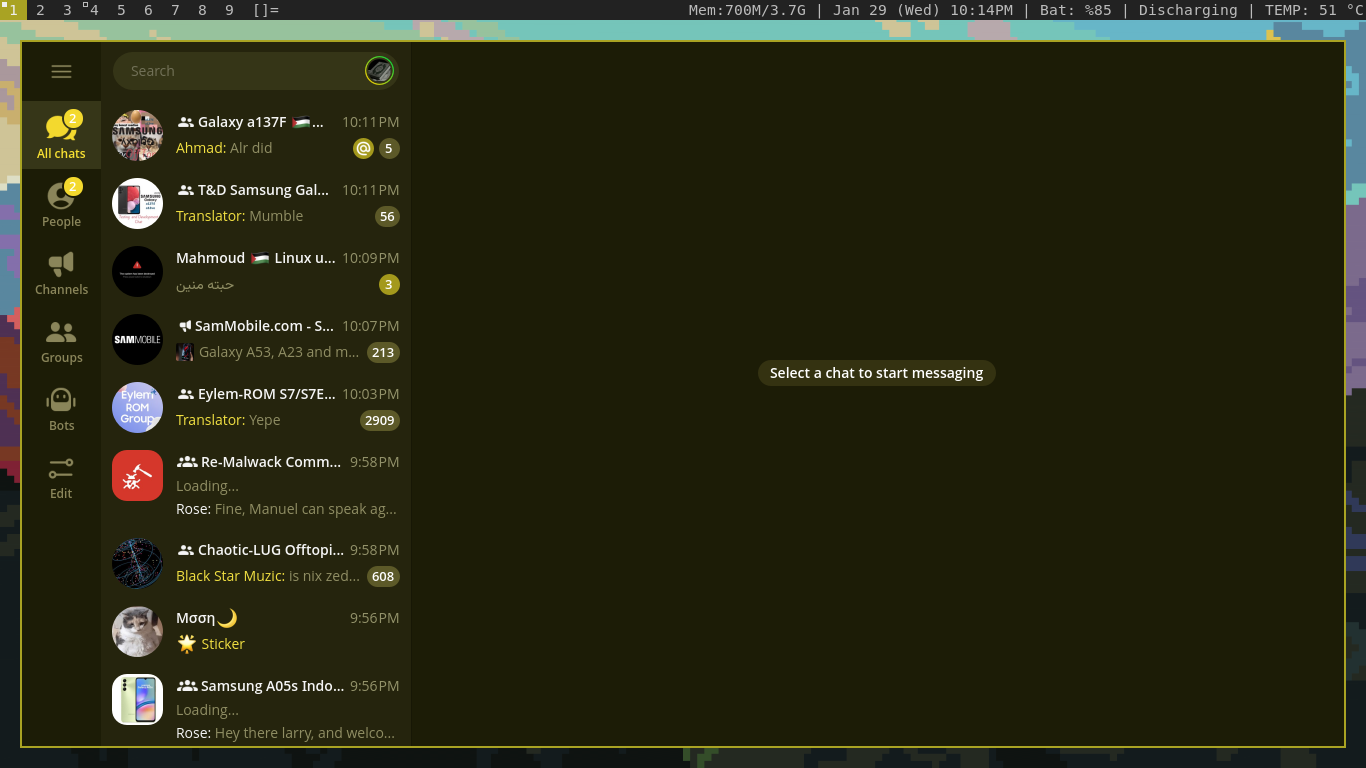 1 2 3 4 5 6 7 8 9 []= Mem:700M/3.7G | Jan 29 (Wed) 10:14PM | Bat: %85 | Discharging | TEMP: 51 °C
Search
2
All chats
2
People
Channels
Groups
Bots
Edit
Galaxy a137F 🇵🇸... 10:11PM
Ahmad: Alr did @ 5
SAMSUNG
T&D Samsung Gal... 10:11PM
Translator: Mumble 56
Mahmoud 🇵🇸 Linux u... 10:09PM
حبته منين 3
SamMobile.com - S... 10:07PM
Galaxy A53, A23 and m... 213
SAMMOBILE
Eylem-ROM S7/S7E... 10:03PM
Translator: Yepe 2909
Eylem
ROM
Group
Re-Malwack Comm... 9:58PM
Loading...
Rose: Fine, Manuel can speak ag...
Chaotic-LUG Offtopi... 9:58PM
Black Star Muzic: is nix zed... 608
Μσση🌙 9:56PM
🌟 Sticker
Samsung A05s Indo... 9:56PM
Loading...
Rose: Hey there larry, and welco...
Select a chat to start messaging